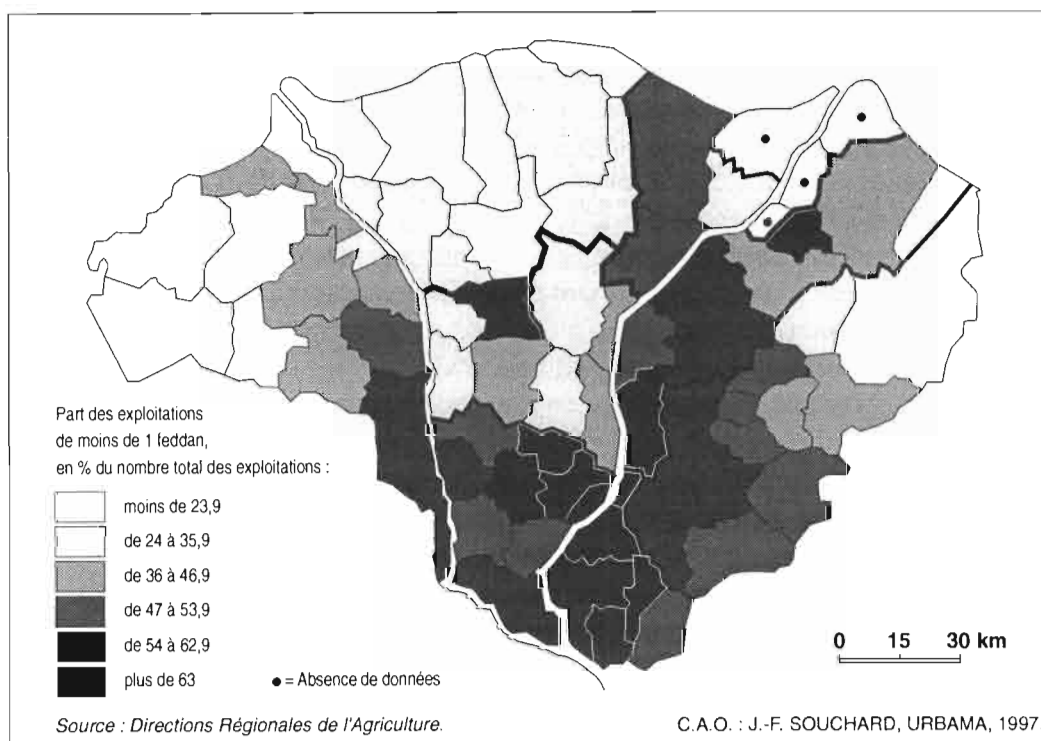 Part des exploitations
de moins de 1 feddan,
en % du nombre total des exploitations :
moins de 23,9
de 24 à 35,9
de 36 à 46,9
de 47 à 53,9
de 54 à 62,9
plus de 63
● = Absence de données
0 15 30 km
Source : Directions Régionales de l'Agriculture.
C.A.O. : J.-F. SOUCHARD, URBAMA, 1997.